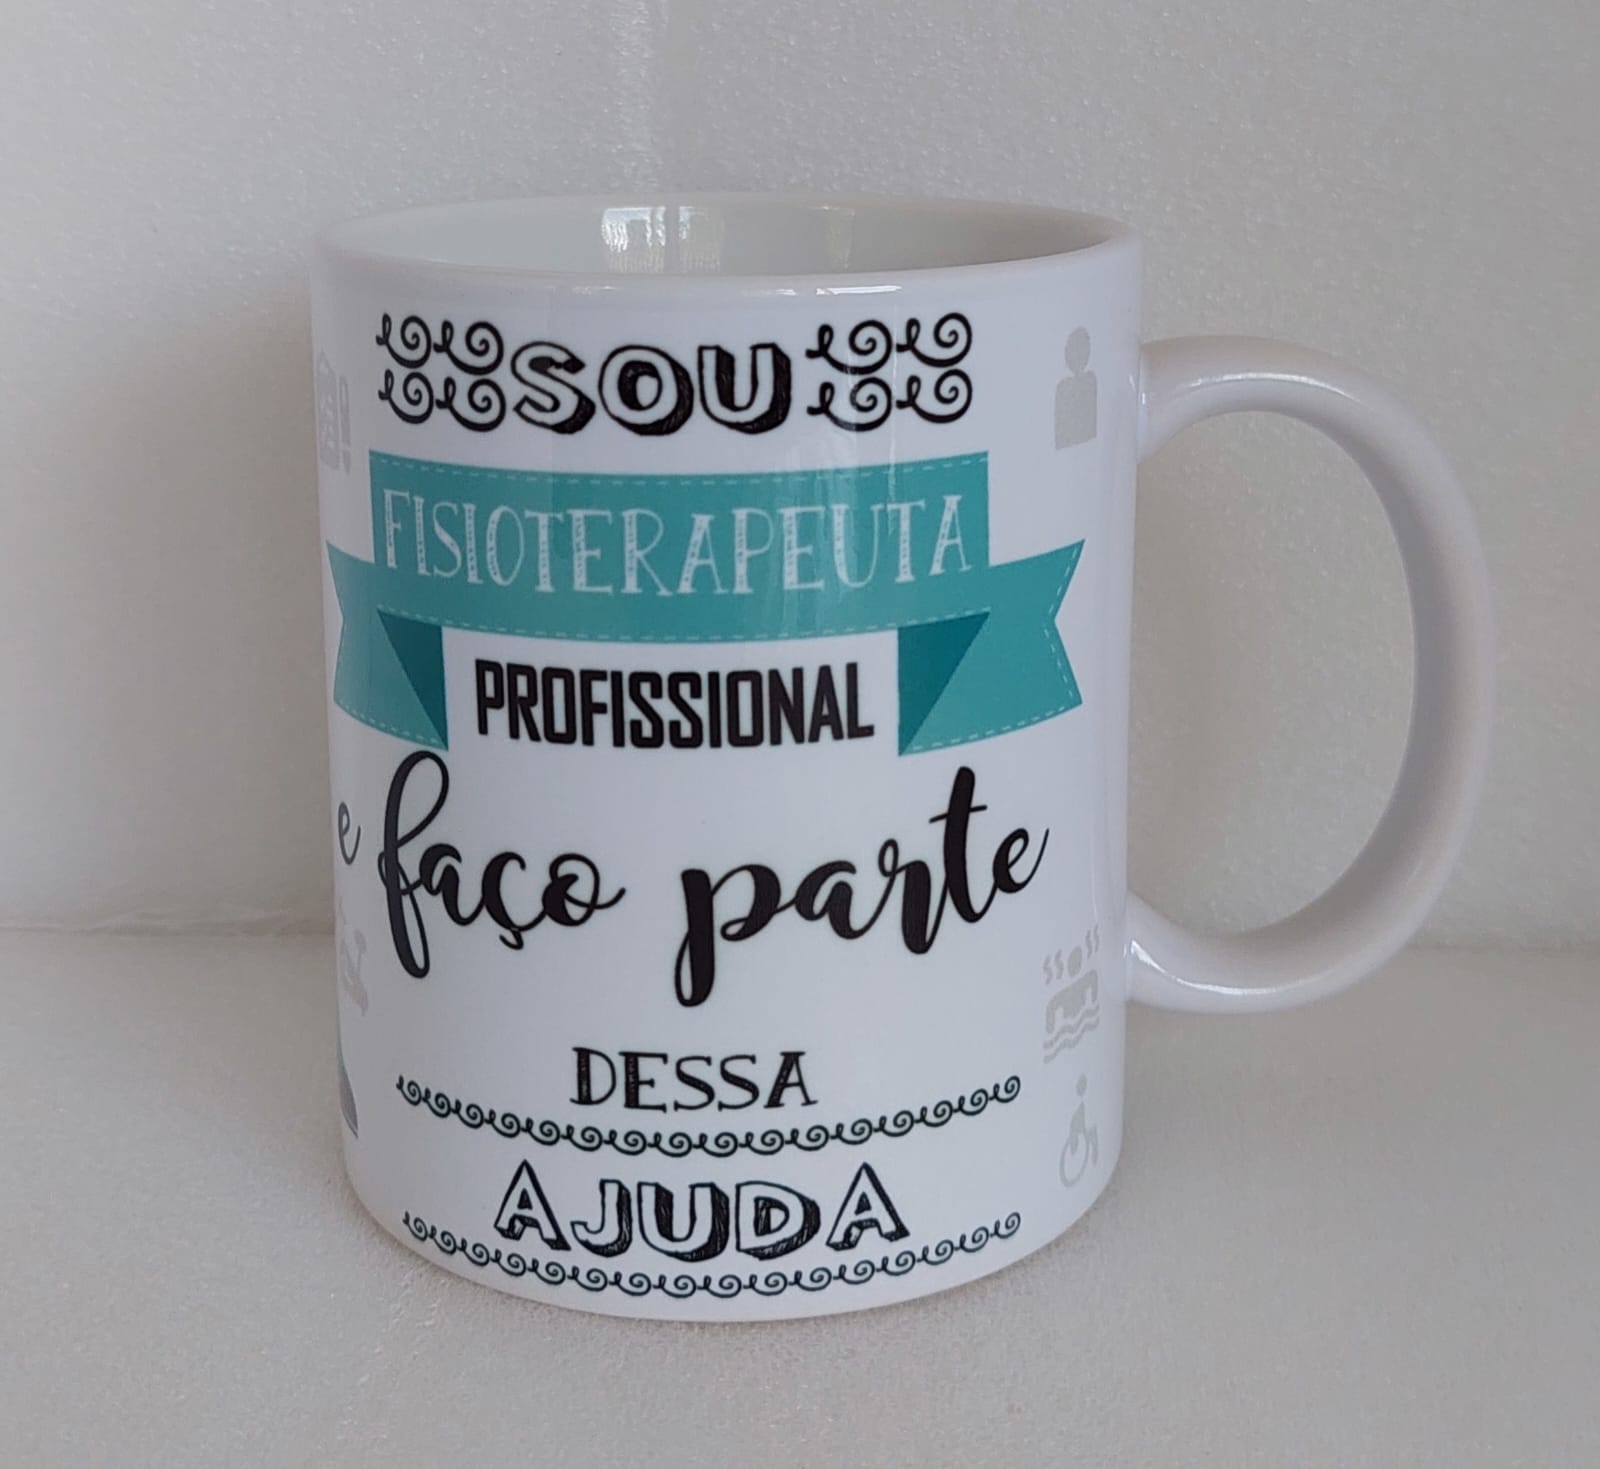 SOU
FISIOTERAPEUTA
PROFISSIONAL
e faço parte
DESSA
AJUDA